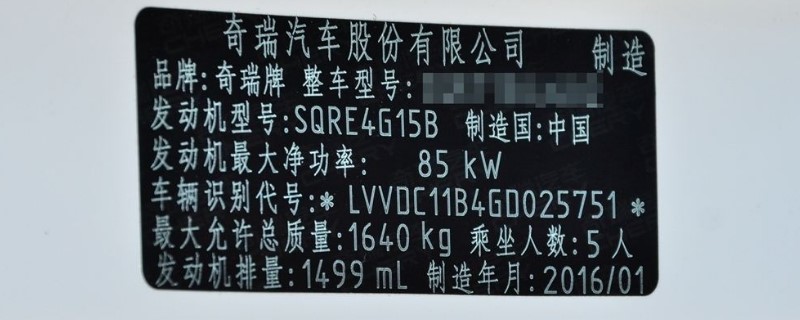 奇瑞汽车股份有限公司 制造
品牌:奇瑞牌 整车型号:
发动机型号:SQRE4G15B 制造国:中国
发动机最大净功率: 85 kW
车辆识别代号:* LVVDC11B4GD025751 *
最大允许总质量:1640 kg 乘坐人数:5 人
发动机排量:1499 mL 制造年月:2016/01